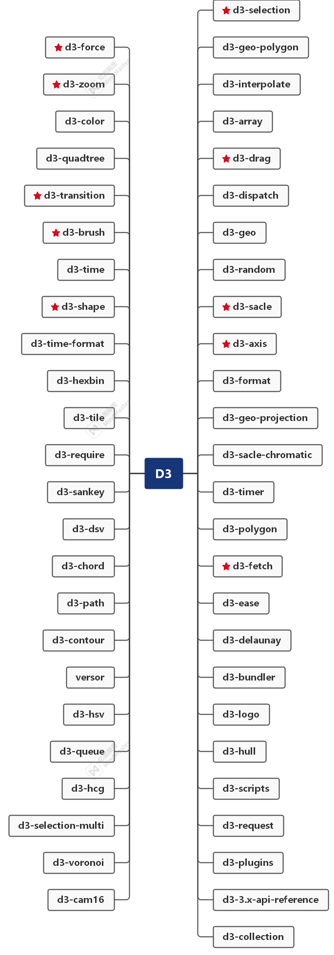 d3-force
d3-zoom
d3-color
d3-quadtree
d3-transition
d3-brush
d3-time
d3-shape
d3-time-format
d3-hexbin
d3-tile
d3-require
d3-sankey
d3-dsv
d3-chord
d3-path
d3-contour
versor
d3-hsv
d3-queue
d3-hcg
d3-selection-multi
d3-voronoi
d3-cam16
D3
d3-selection
d3-geo-polygon
d3-interpolate
d3-array
d3-drag
d3-dispatch
d3-geo
d3-random
d3-sacle
d3-axis
d3-format
d3-geo-projection
d3-sacle-chromatic
d3-timer
d3-polygon
d3-fetch
d3-ease
d3-delaunay
d3-bundler
d3-logo
d3-hull
d3-scripts
d3-request
d3-plugins
d3-3.x-api-reference
d3-collection